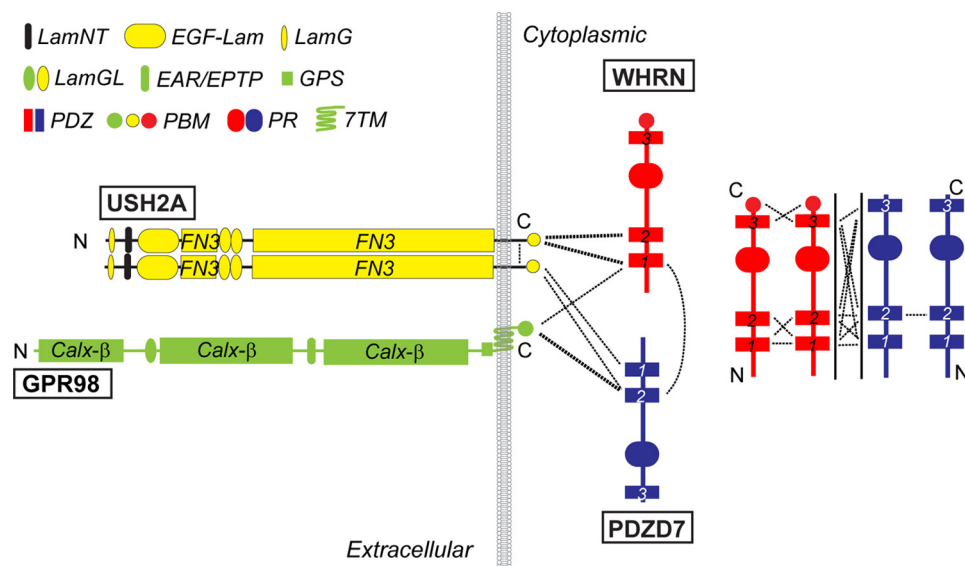 LamNT EGF-Lam LamG
LamGL EAR/EPTP GPS
PDZ PBM PR 7TM
Cytoplasmic
WHRN
3
2
1
USH2A
N FN3 FN3 C
FN3 FN3
N Calx-β Calx-β Calx-β C
GPR98
1
2
3
PDZD7
Extracellular
C C
3 3 3 3
2 2 2 2
1 1 1 1
N N